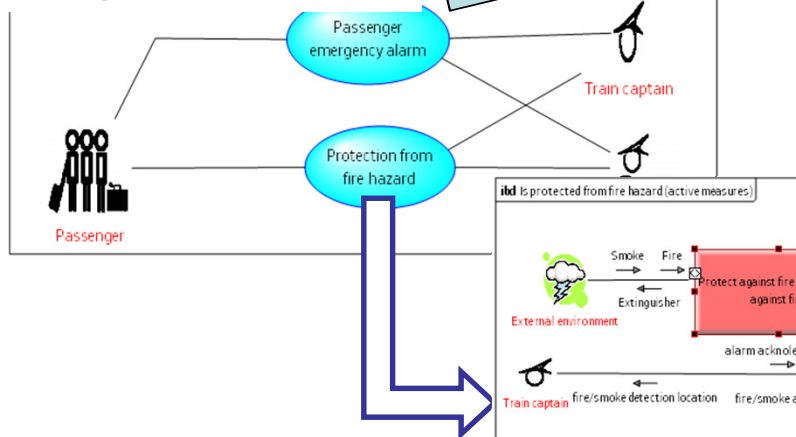 Passenger
emergency alarm
Train captain
Protection from
fire hazard
Passenger
ibd Is protected from fire hazard (active measures)
Smoke Fire
Protect against fire
against fi
Extinguisher
External environment
alarm acknole
Train captain
fire/smoke detection location
fire/smoke a